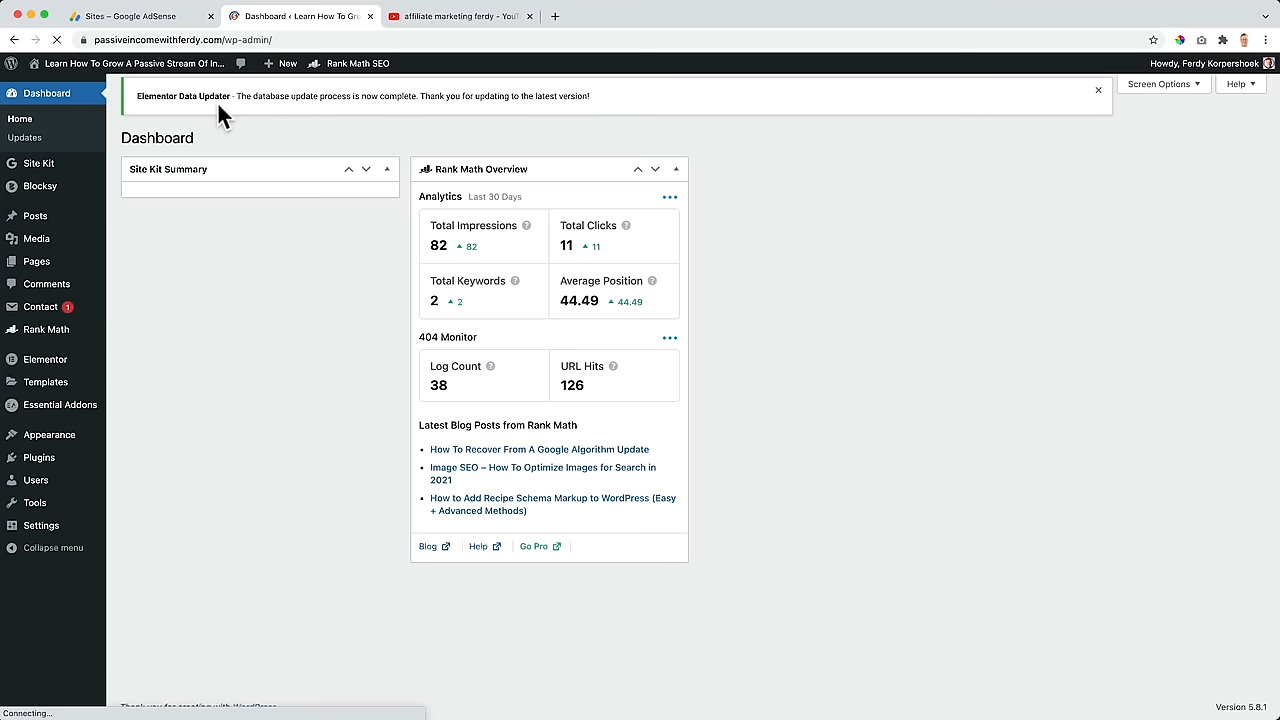 Sites – Google AdSense
Dashboard ‹ Learn How To Gro
affiliate marketing ferdy - YouT
passiveincomewithferdy.com/wp-admin/
Learn How To Grow A Passive Stream Of In...
New
Rank Math SEO
Howdy, Ferdy Korpershoek
Dashboard
Home
Updates
Site Kit
Blocksy
Posts
Media
Pages
Comments
Contact 1
Rank Math
Elementor
Templates
Essential Addons
Appearance
Plugins
Users
Tools
Settings
Collapse menu
Elementor Data Updater - The database update process is now complete. Thank you for updating to the latest version!
Screen Options
Help
Dashboard
Site Kit Summary
Rank Math Overview
Analytics Last 30 Days
Total Impressions
82 82
Total Clicks
11 11
Total Keywords
2 2
Average Position
44.49 44.49
404 Monitor
Log Count
38
URL Hits
126
Latest Blog Posts from Rank Math
How To Recover From A Google Algorithm Update
Image SEO – How To Optimize Images for Search in
2021
How to Add Recipe Schema Markup to WordPress (Easy
+ Advanced Methods)
Blog
Help
Go Pro
Thank you for creating with WordPress
Version 5.8.1
Connecting...